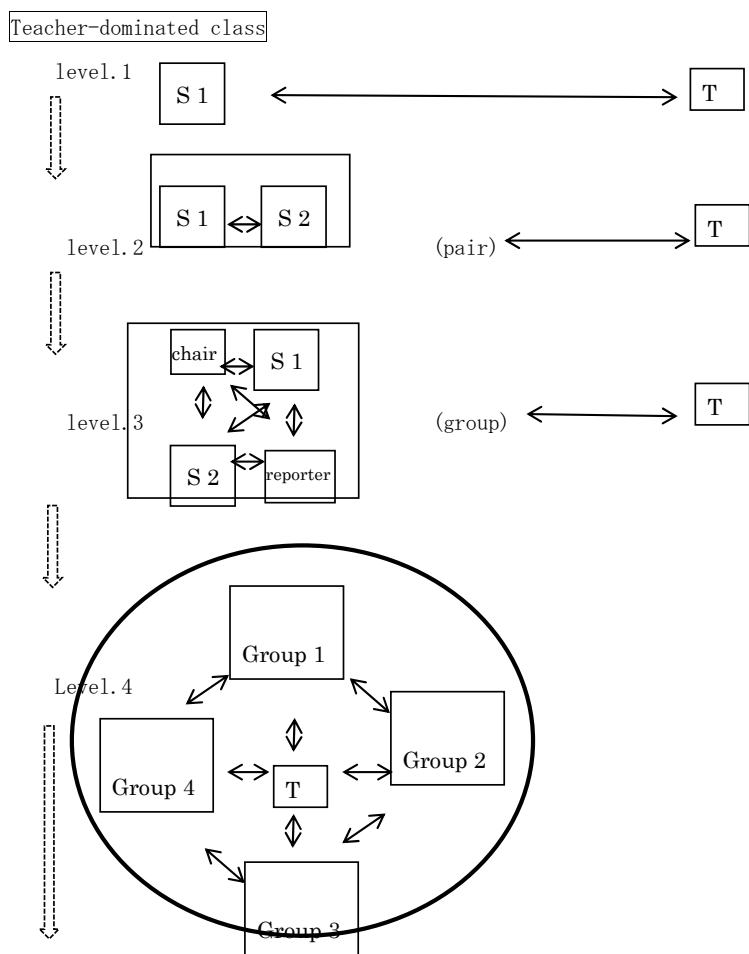 Teacher-dominated class
level.1
S 1
T
S 1
S 2
T
level.2
(pair)
chair
S 1
T
level.3
(group)
S 2
reporter
Group 1
Level.4
Group 2
Group 4
T
Group 3